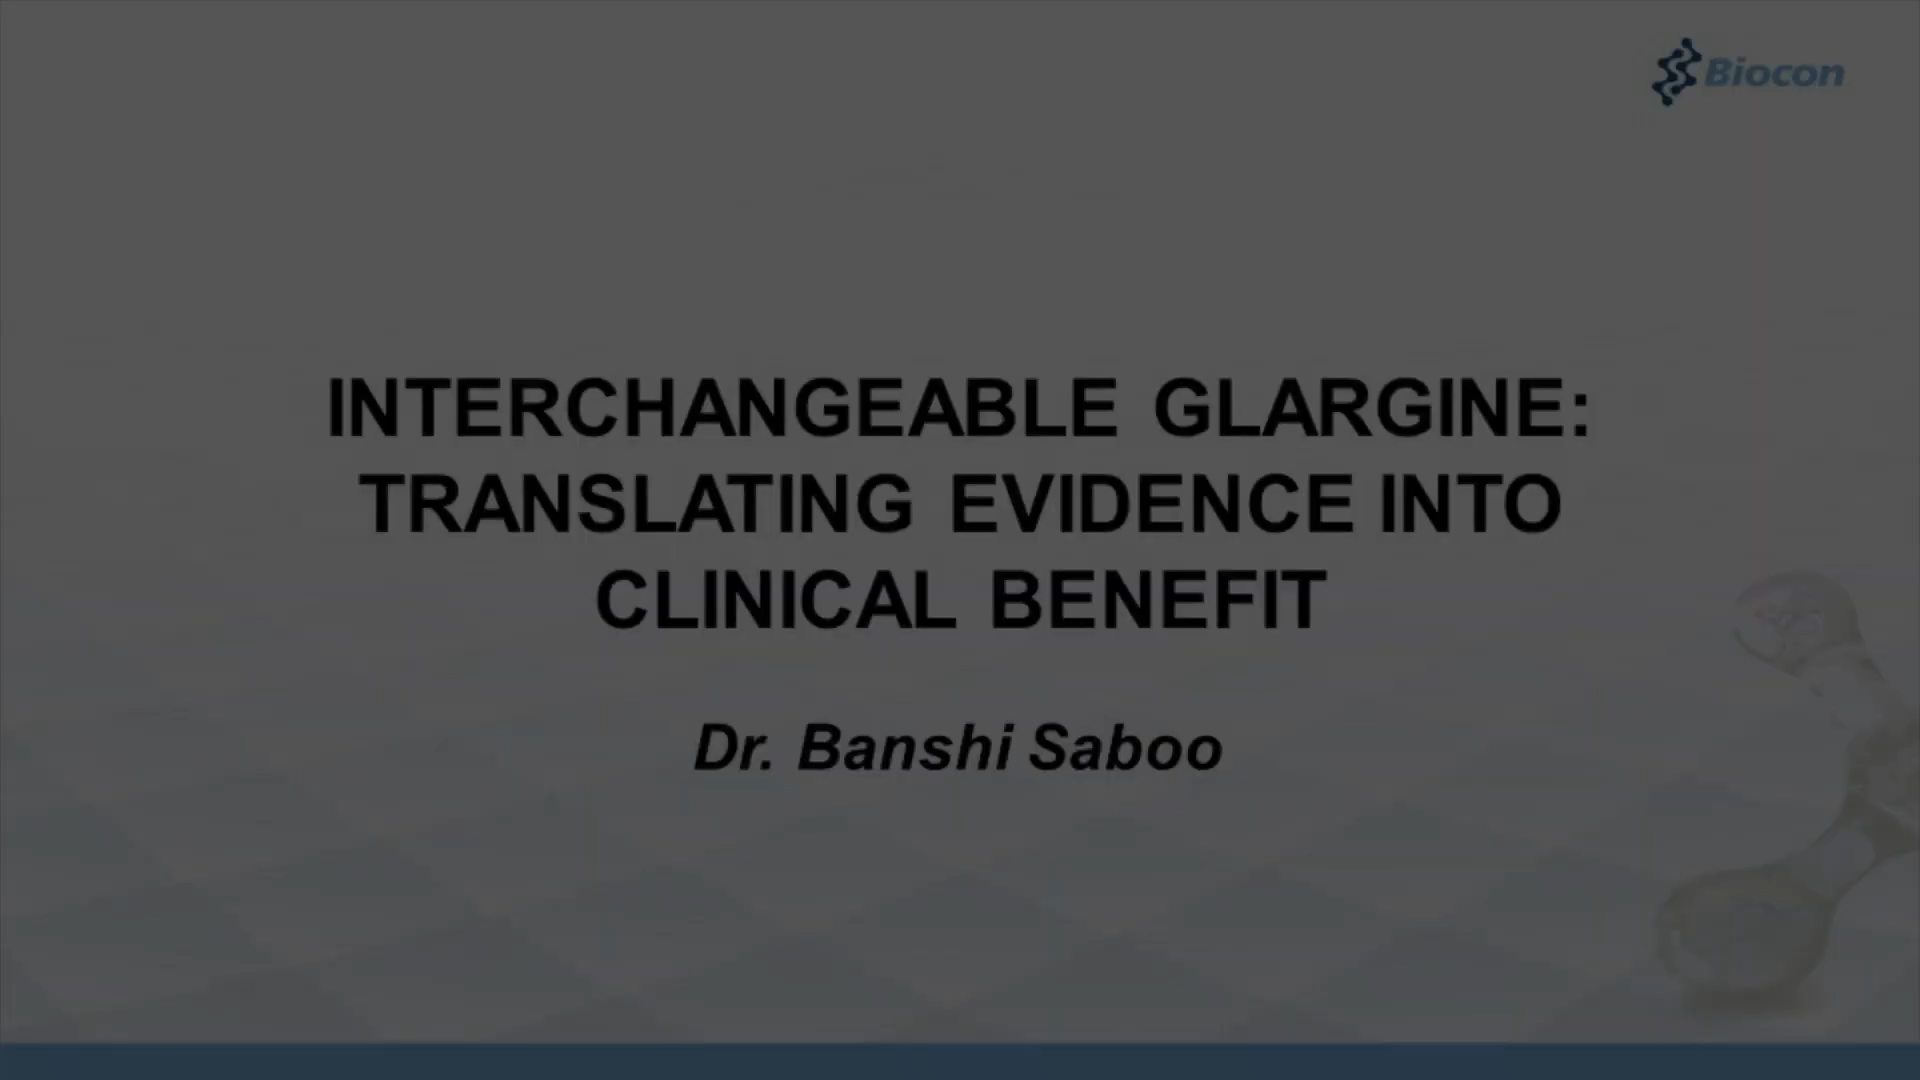 Biocon
INTERCHANGEABLE GLARGINE:
TRANSLATING EVIDENCE INTO
CLINICAL BENEFIT
Dr. Banshi Saboo